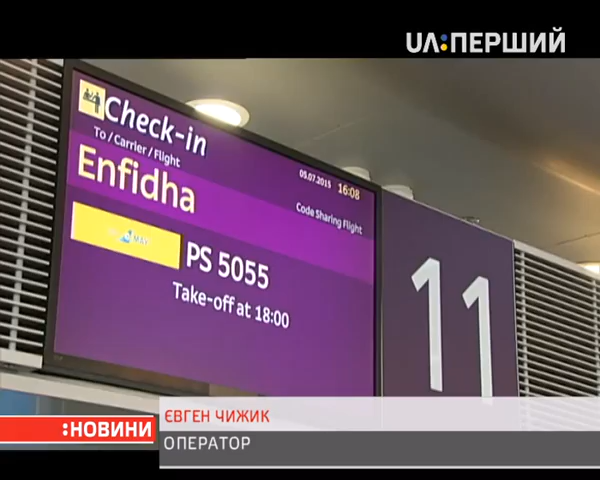 UA:ПЕРШИЙ
Check-in
To / Carrier / Flight
05.07.2015 16:08
Enfidha
Code Sharing Flight
MAY
PS 5055
Take-off at 18:00
11
ЄВГЕН ЧИЖИК
:НОВИНИ
ОПЕРАТОР